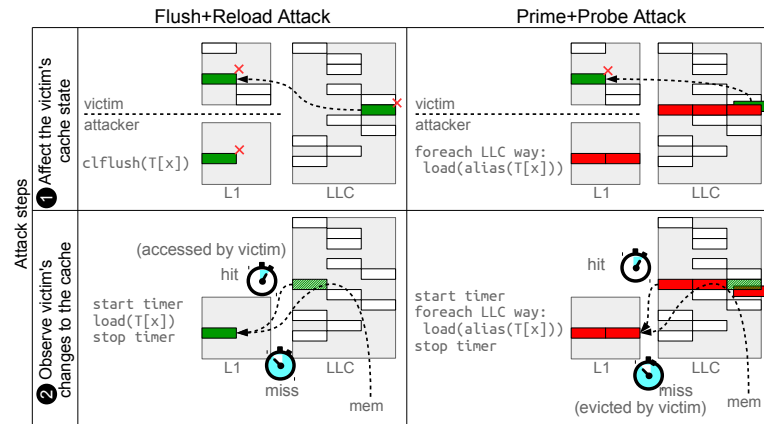 Flush+Reload Attack
Prime+Probe Attack
Attack steps
1 Affect the victim's
cache state
victim
attacker
clflush(T[x])
L1
LLC
victim
attacker
foreach LLC way:
load(alias(T[x]))
L1
LLC
2 Observe victim's
changes to the cache
(accessed by victim)
hit
start timer
load(T[x])
stop timer
L1
LLC
miss
mem
hit
start timer
foreach LLC way:
load(alias(T[x]))
stop timer
L1
LLC
miss
(evicted by victim)
mem